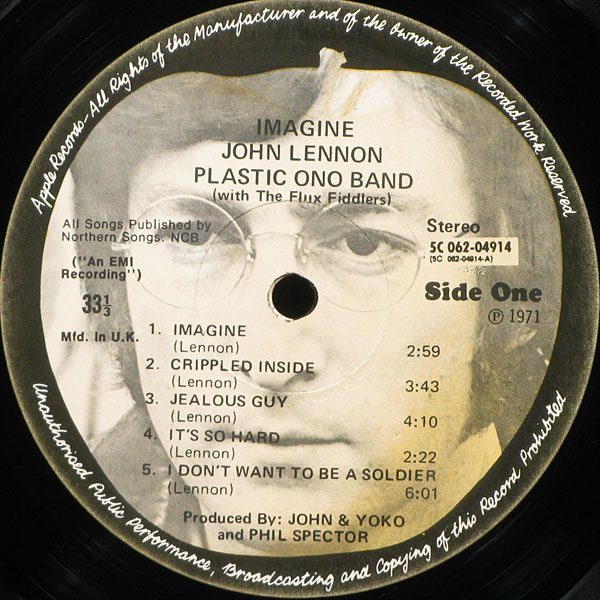 Apple Records-All Rights of the Manufacturer and of the Owner of the Recorded Work Reserved.
IMAGINE
JOHN LENNON
PLASTIC ONO BAND
(with The Flux Fiddlers)
All Songs Published by
Northern Songs. NCB
("An EMI
Recording")
33⅓
Mfd. In U.K.
Stereo
5C 062-04914
(5C 062-04914-A)
Side One
℗ 1971
1. IMAGINE
(Lennon) 2:59
2. CRIPPLED INSIDE
(Lennon) 3:43
3. JEALOUS GUY
(Lennon) 4:10
4. IT'S SO HARD
(Lennon) 2:22
5. I DON'T WANT TO BE A SOLDIER
(Lennon) 6:01
Produced By: JOHN & YOKO
and PHIL SPECTOR
Unauthorised Public Performance, Broadcasting and Copying of this Record Prohibited